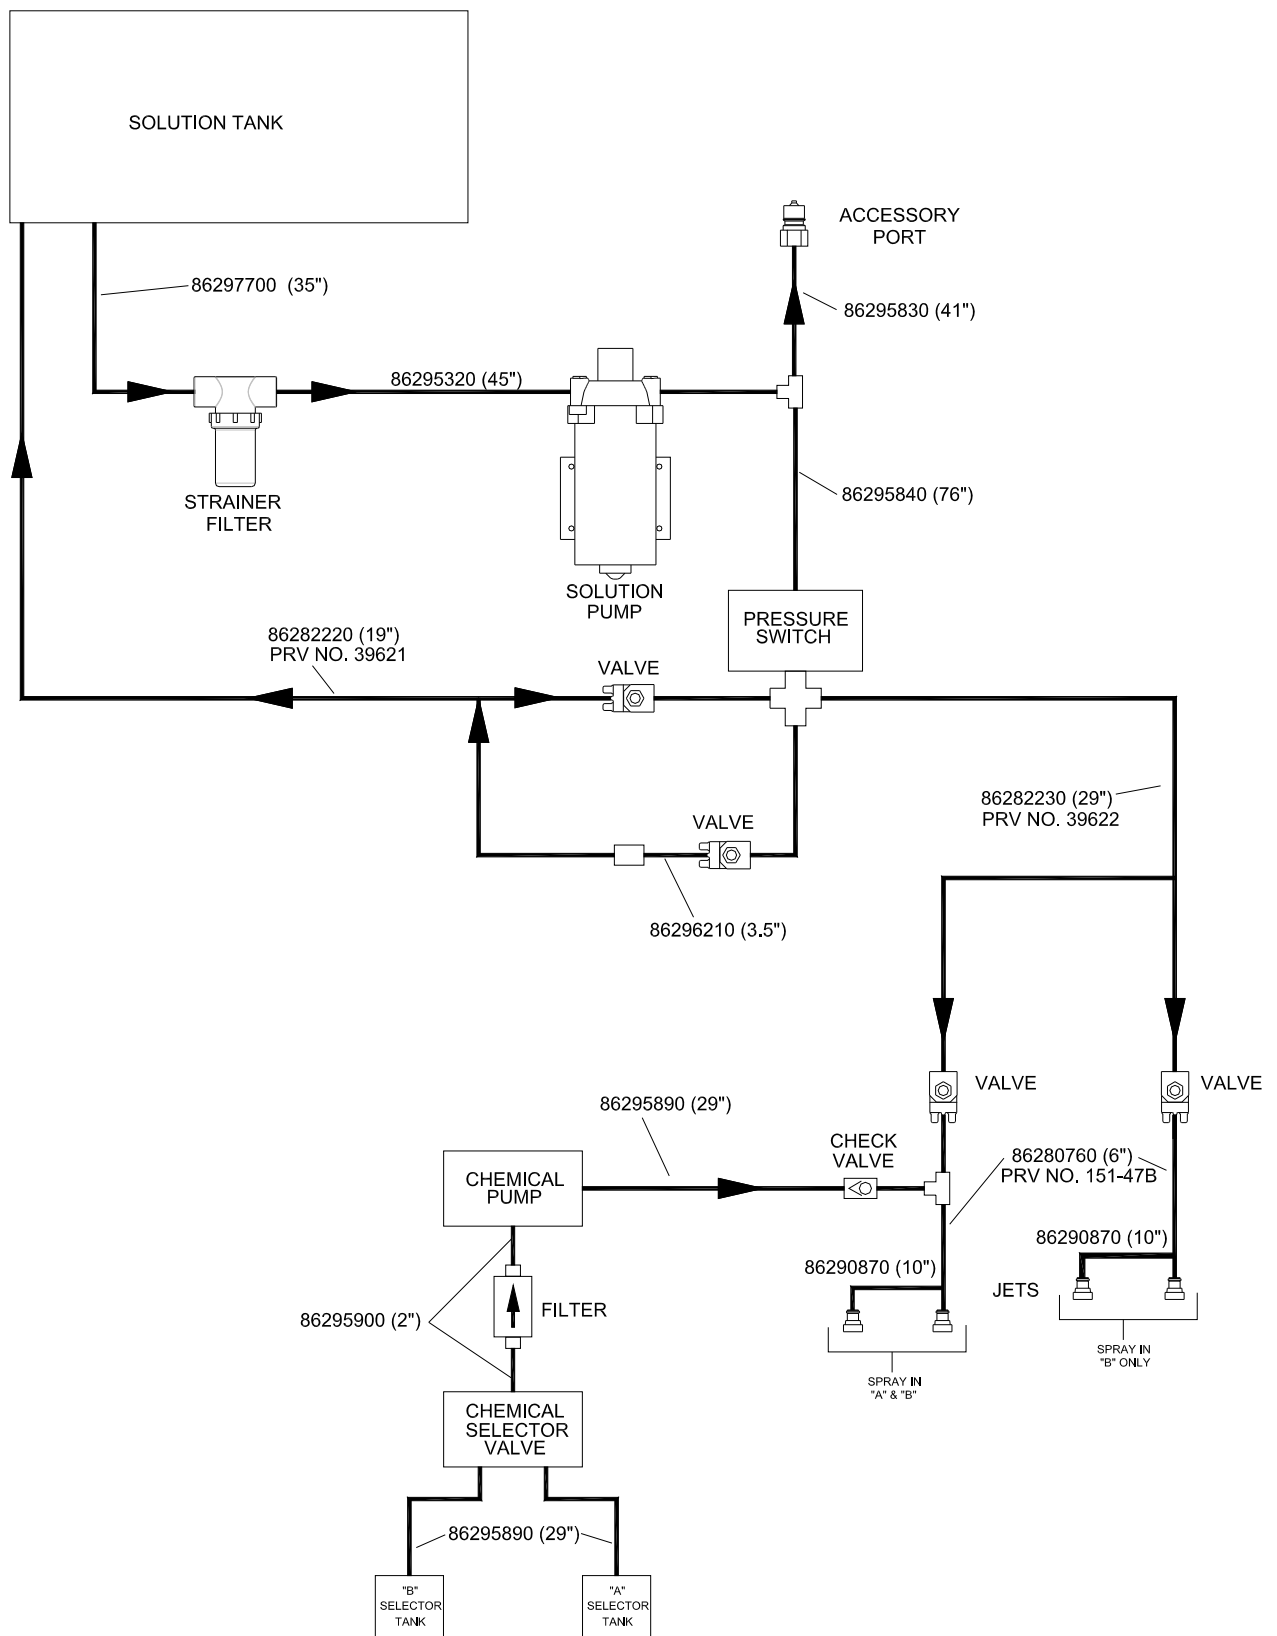 SOLUTION TANK
ACCESSORY
PORT
86297700 (35")
86295830 (41")
86295320 (45")
STRAINER
FILTER
86295840 (76")
SOLUTION
PUMP
PRESSURE
SWITCH
86282220 (19")
PRV NO. 39621
VALVE
86282230 (29")
PRV NO. 39622
VALVE
86296210 (3.5")
VALVE
VALVE
86295890 (29")
CHECK
VALVE
86280760 (6")
PRV NO. 151-47B
CHEMICAL
PUMP
86290870 (10")
86290870 (10")
JETS
FILTER
86295900 (2")
SPRAY IN
"B" ONLY
SPRAY IN
"A" & "B"
CHEMICAL
SELECTOR
VALVE
86295890 (29")
"B"
SELECTOR
TANK
"A"
SELECTOR
TANK